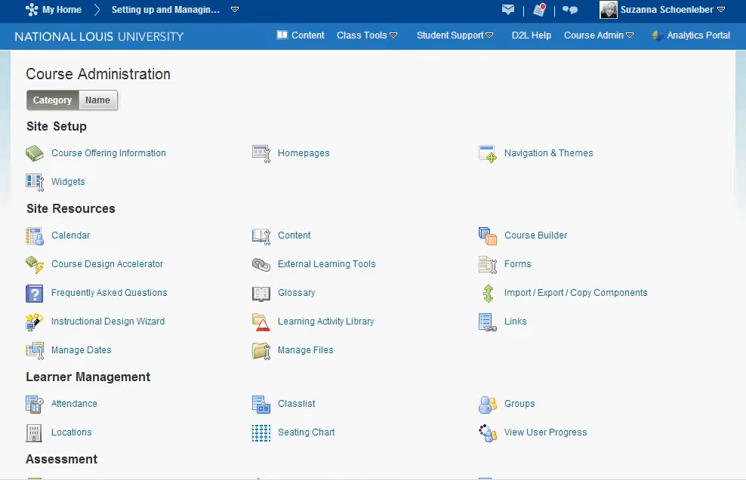 My Home Setting up and Managin... Suzanna Schoenleber
NATIONAL LOUIS UNIVERSITY Content Class Tools Student Support D2L Help Course Admin Analytics Portal
Course Administration
Category Name
Site Setup
Course Offering Information Homepages Navigation & Themes
Widgets
Site Resources
Calendar Content Course Builder
Course Design Accelerator External Learning Tools Forms
Frequently Asked Questions Glossary Import / Export / Copy Components
Instructional Design Wizard Learning Activity Library Links
Manage Dates Manage Files
Learner Management
Attendance Classlist Groups
Locations Seating Chart View User Progress
Assessment